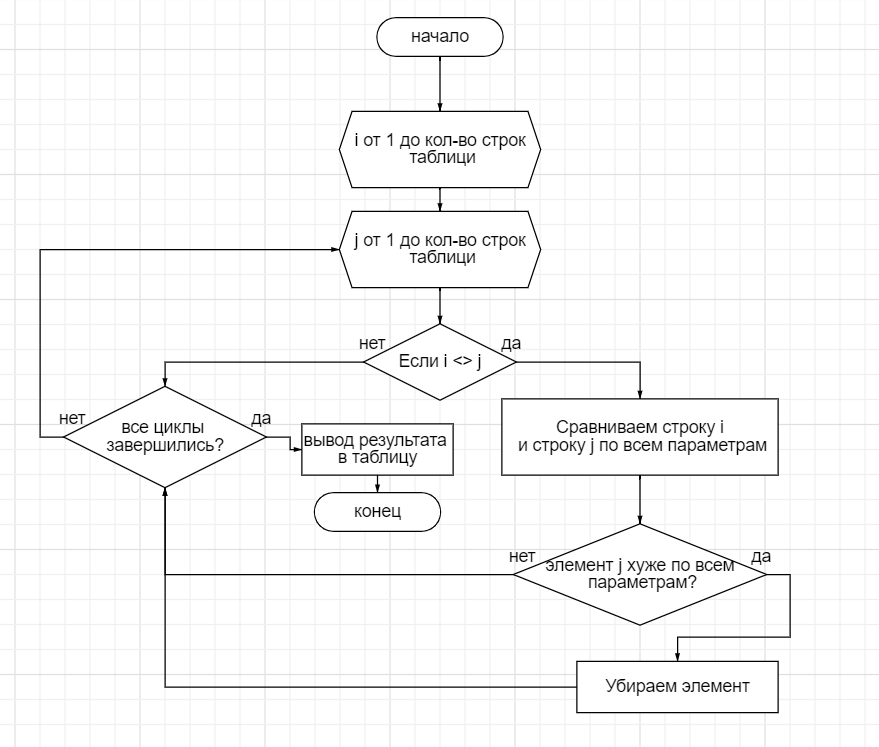 начало
i от 1 до кол-во строк
таблици
j от 1 до кол-во строк
таблици
нет
да
Если i <> j
нет
да
все циклы
завершились?
вывод результата
в таблицу
Сравниваем строку i
и строку j по всем параметрам
конец
нет
да
элемент j хуже по всем
параметрам?
Убираем элемент